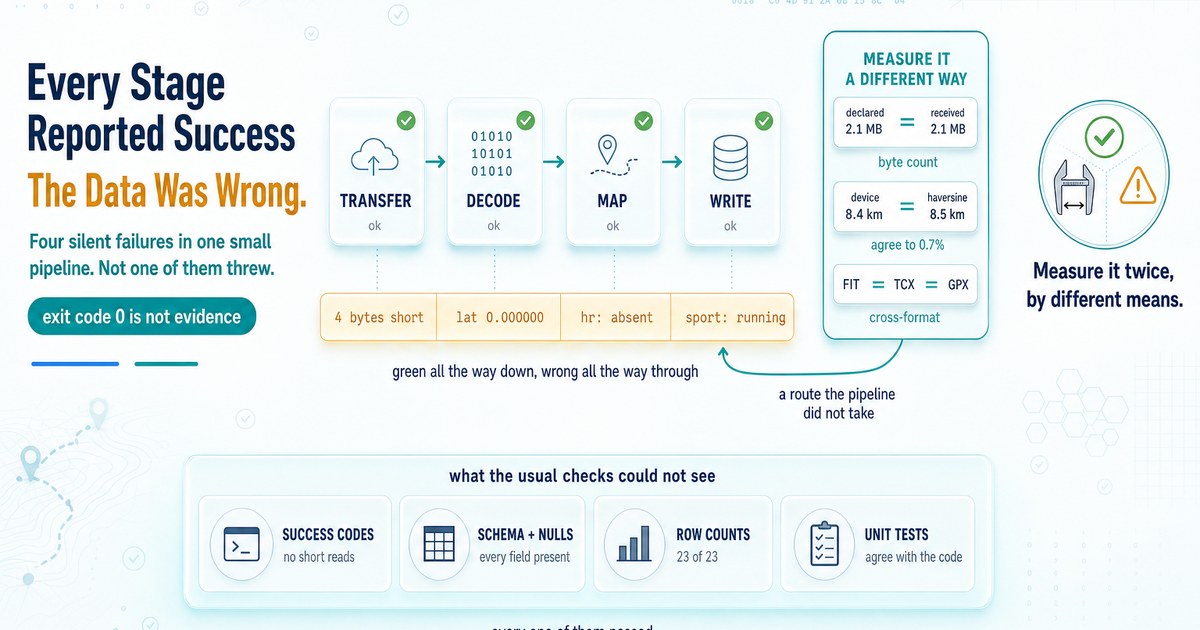 Every Stage
Reported Success
The Data Was Wrong.
Four silent failures in one small
pipeline. Not one of them threw.
exit code 0 is not evidence
01010
10101
01010
TRANSFER
ok
DECODE
ok
MAP
ok
WRITE
ok
4 bytes short
lat 0.000000
hr: absent
sport: running
green all the way down, wrong all the way through
MEASURE IT
A DIFFERENT WAY
declared
2.1 MB
=
received
2.1 MB
byte count
device
8.4 km
=
haversine
8.5 km
agree to 0.7%
FIT = TCX = GPX
cross-format
a route the pipeline
did not take
Measure it twice,
by different means.
what the usual checks could not see
SUCCESS CODES
no short reads
SCHEMA + NULLS
every field present
ROW COUNTS
23 of 23
UNIT TESTS
agree with the code